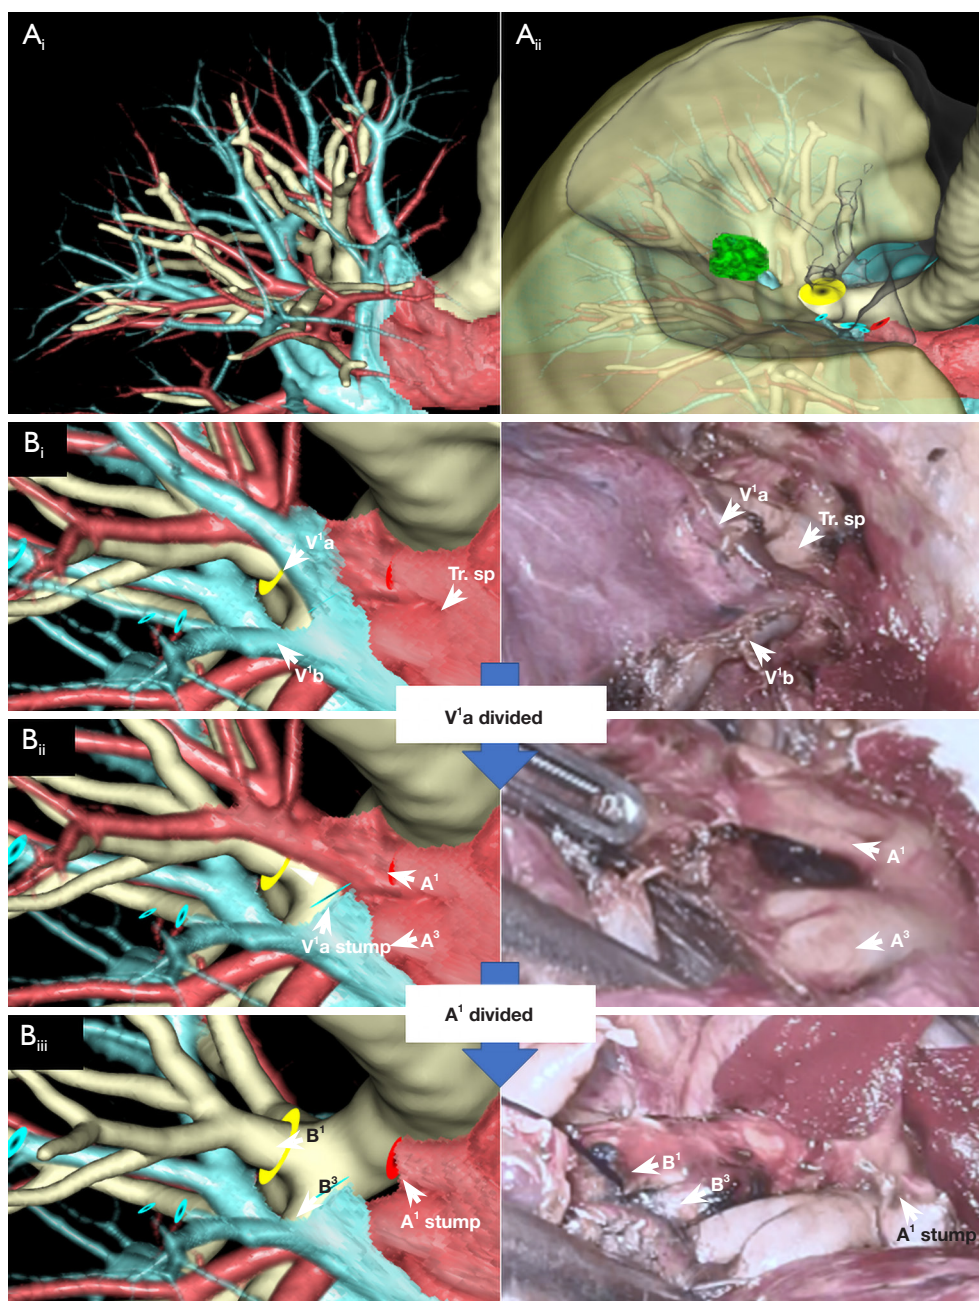 Ai
Aii
Bi
V¹a
Tr. sp
V¹b
V¹a
Tr. sp
V¹b
V¹a divided
Bii
A¹
V¹a stump
A³
A¹
A³
A¹ divided
Biii
B¹
B³
A¹ stump
B¹
B³
A¹ stump